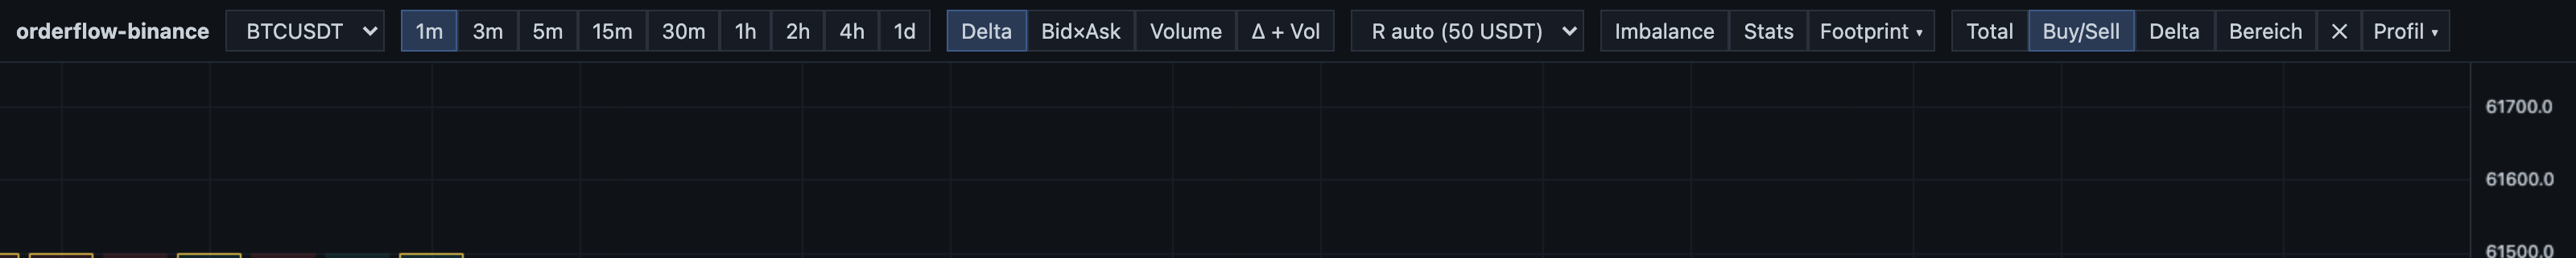 orderflow-binance BTCUSDT 1m 3m 5m 15m 30m 1h 2h 4h 1d Delta Bid×Ask Volume Δ + Vol R auto (50 USDT) Imbalance Stats Footprint ▾ Total Buy/Sell Delta Bereich ✕ Profil ▾
61700.0
61600.0
61500.0